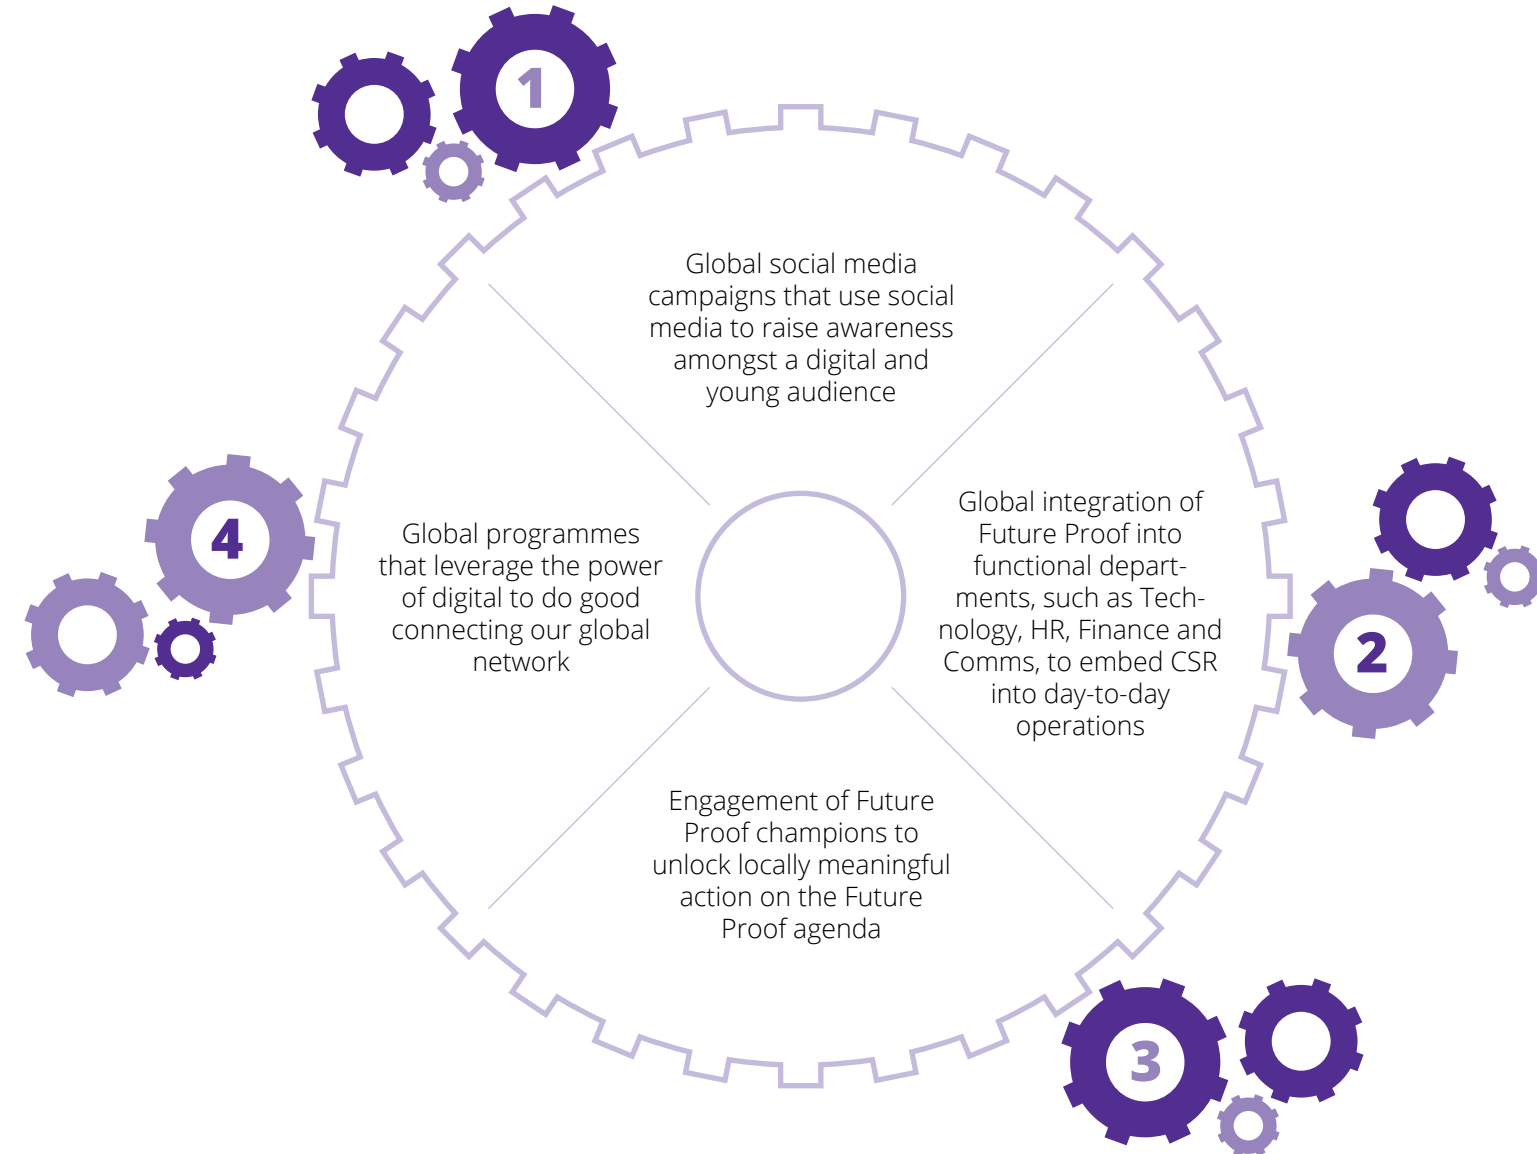 1
Global social media
campaigns that use social
media to raise awareness
amongst a digital and
young audience
2
Global integration of
Future Proof into
functional depart-
ments, such as Tech-
nology, HR, Finance and
Comms, to embed CSR
into day-to-day
operations
3
Engagement of Future
Proof champions to
unlock locally meaningful
action on the Future
Proof agenda
4
Global programmes
that leverage the power
of digital to do good
connecting our global
network